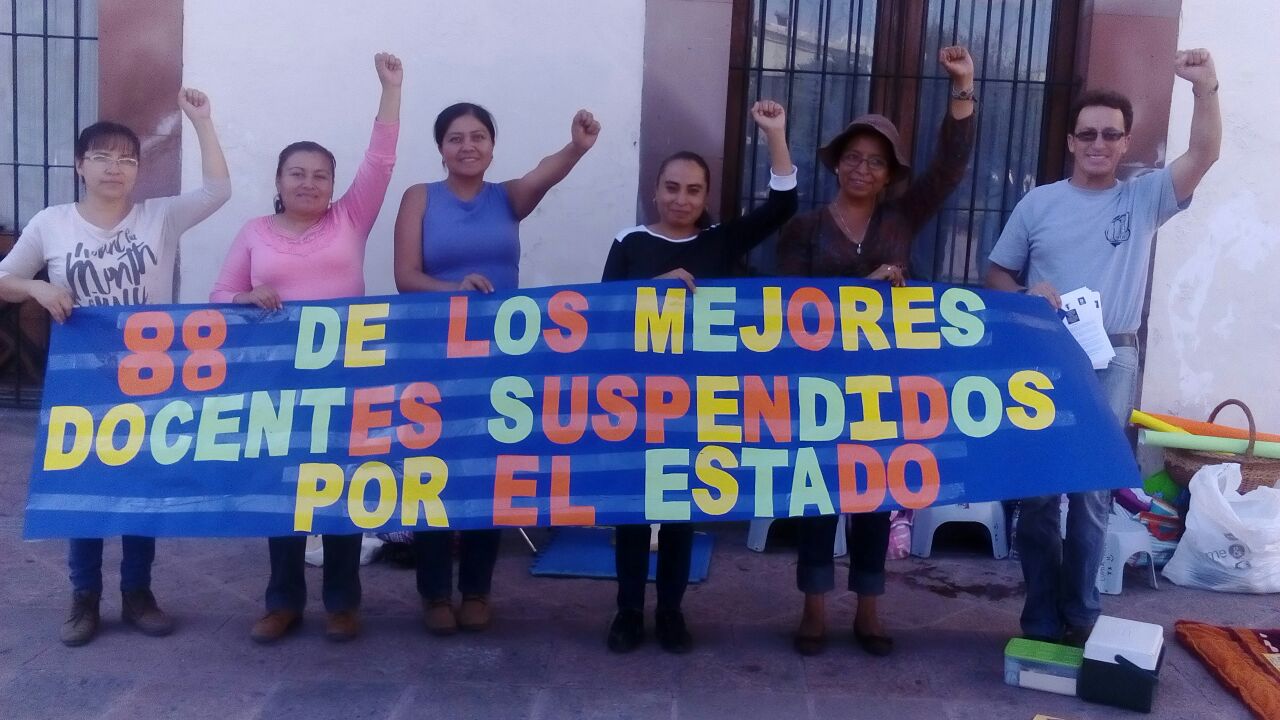 88 DE LOS MEJORES
DOCENTES SUSPENDIDOS
POR EL ESTADO